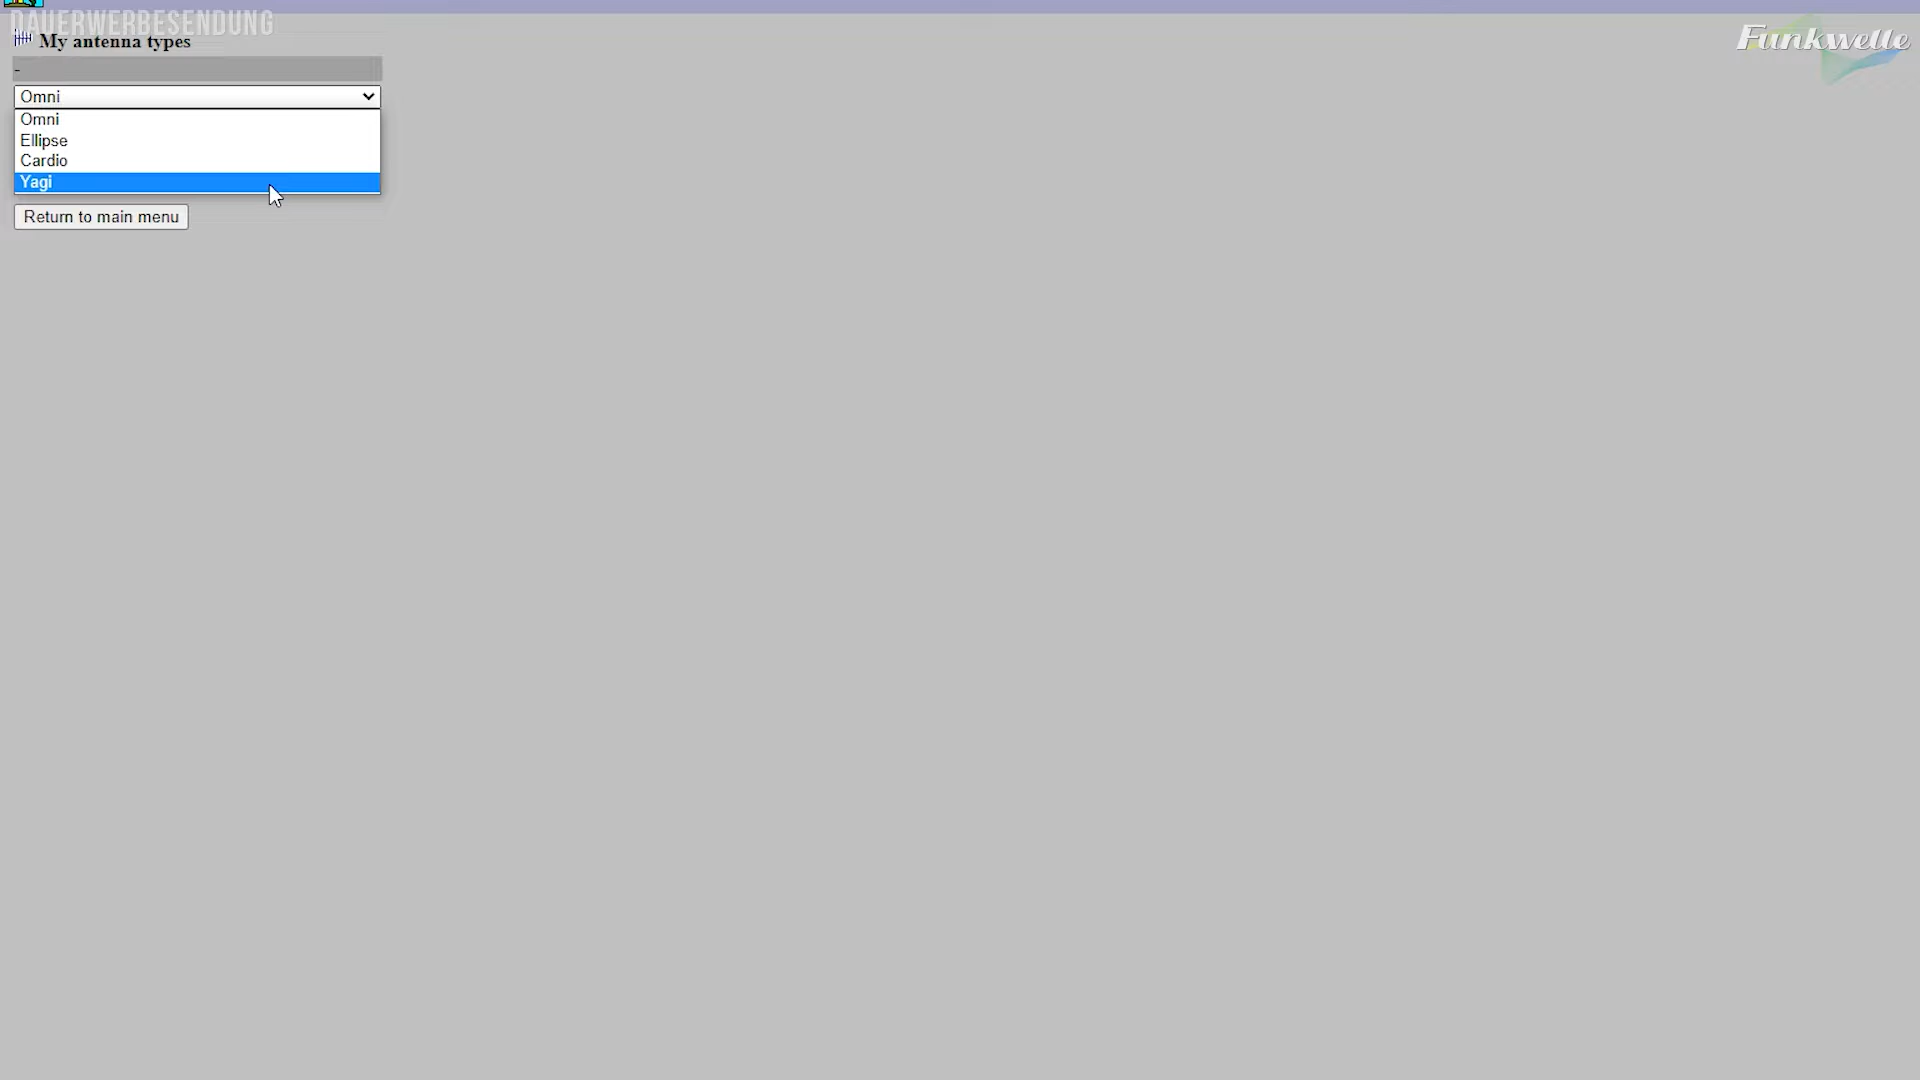 DAUERWERBESENDUNG
Funkwelle
My antenna types
-
Omni
Omni
Ellipse
Cardio
Yagi
Return to main menu